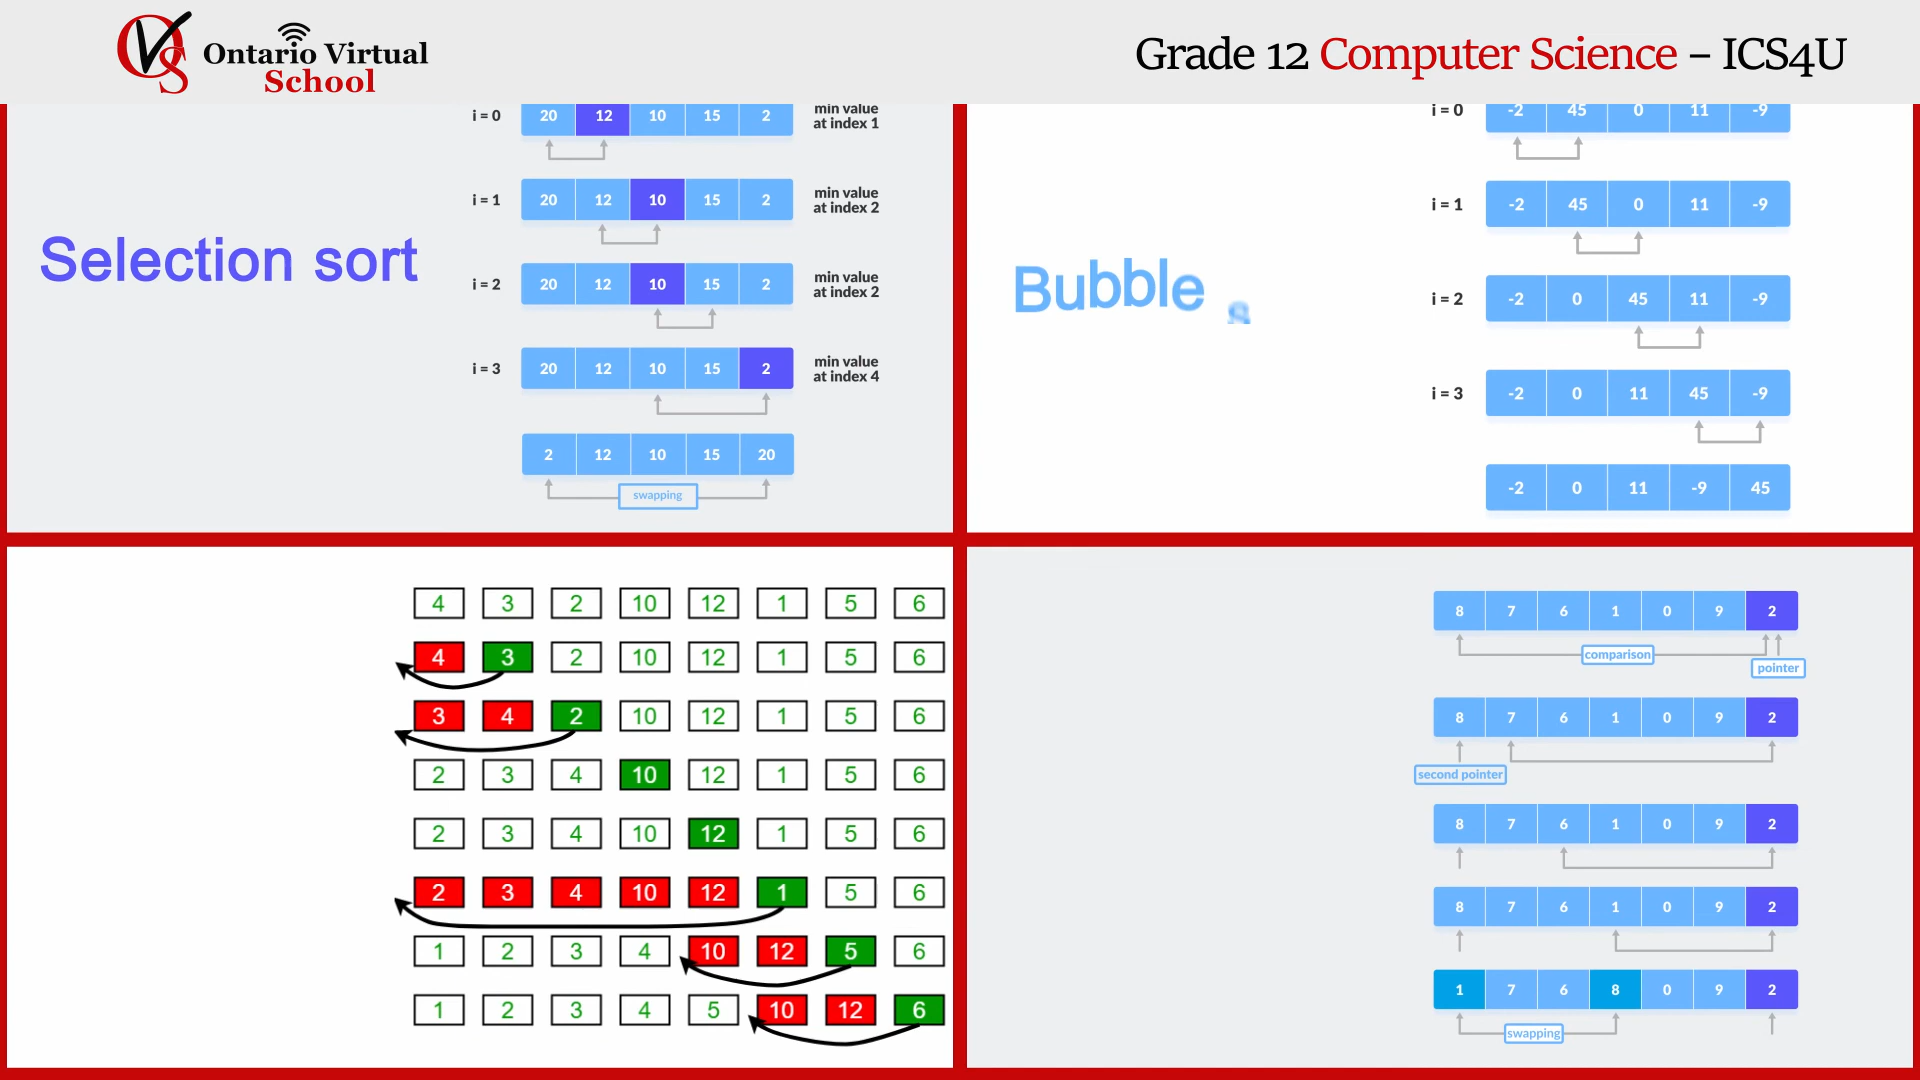 Ontario Virtual
School
Grade 12 Computer Science – ICS4U
Selection sort
i = 0 20 12 10 15 2 min value
at index 1
i = 1 20 12 10 15 2 min value
at index 2
i = 2 20 12 10 15 2 min value
at index 2
i = 3 20 12 10 15 2 min value
at index 4
2 12 10 15 20
swapping
Bubble s
i = 0 -2 45 0 11 -9
i = 1 -2 45 0 11 -9
i = 2 -2 0 45 11 -9
i = 3 -2 0 11 45 -9
-2 0 11 -9 45
4 3 2 10 12 1 5 6
4 3 2 10 12 1 5 6
3 4 2 10 12 1 5 6
2 3 4 10 12 1 5 6
2 3 4 10 12 1 5 6
2 3 4 10 12 1 5 6
1 2 3 4 10 12 5 6
1 2 3 4 5 10 12 6
8 7 6 1 0 9 2
comparison
pointer
8 7 6 1 0 9 2
second pointer
8 7 6 1 0 9 2
8 7 6 1 0 9 2
1 7 6 8 0 9 2
swapping